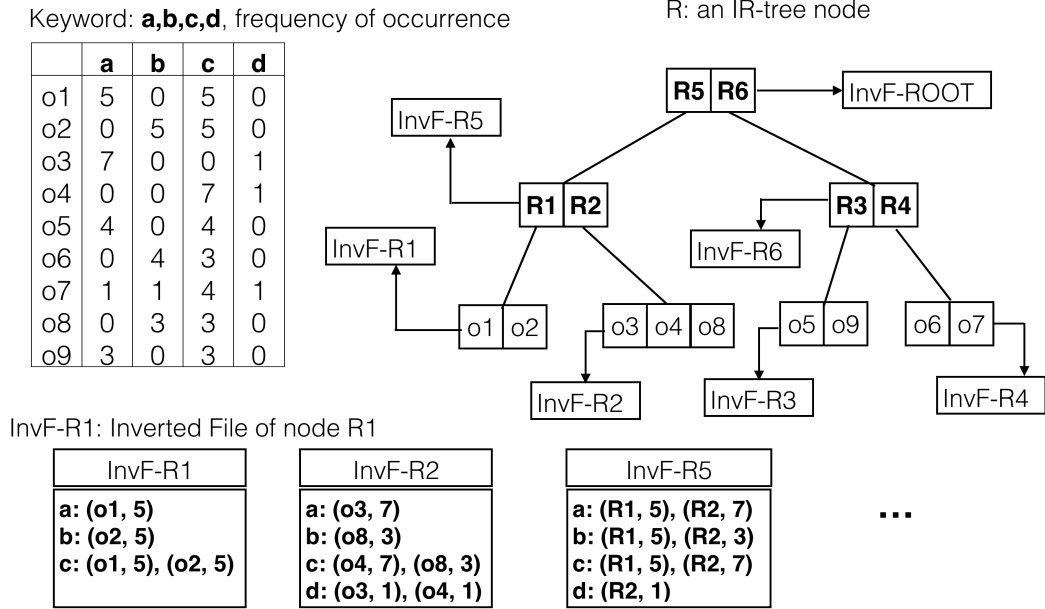 Keyword: a,b,c,d, frequency of occurrence
R: an IR-tree node
a b c d
o1 5 0 5 0
o2 0 5 5 0
o3 7 0 0 1
o4 0 0 7 1
o5 4 0 4 0
o6 0 4 3 0
o7 1 1 4 1
o8 0 3 3 0
o9 3 0 3 0
R5 R6
InvF-ROOT
InvF-R5
R1 R2
R3 R4
InvF-R1
InvF-R6
o1 o2
o3 o4 o8
o5 o9
o6 o7
InvF-R2
InvF-R3
InvF-R4
InvF-R1: Inverted File of node R1
InvF-R1
a: (o1, 5)
b: (o2, 5)
c: (o1, 5), (o2, 5)
InvF-R2
a: (o3, 7)
b: (o8, 3)
c: (o4, 7), (o8, 3)
d: (o3, 1), (o4, 1)
InvF-R5
a: (R1, 5), (R2, 7)
b: (R1, 5), (R2, 3)
c: (R1, 5), (R2, 7)
d: (R2, 1)
...